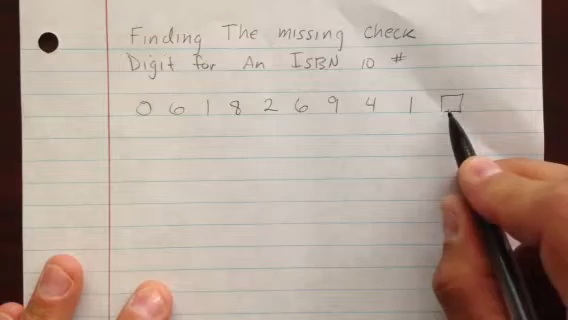 Finding The missing check
Digit for An ISBN 10 #
0 6 1 8 2 6 9 4 1